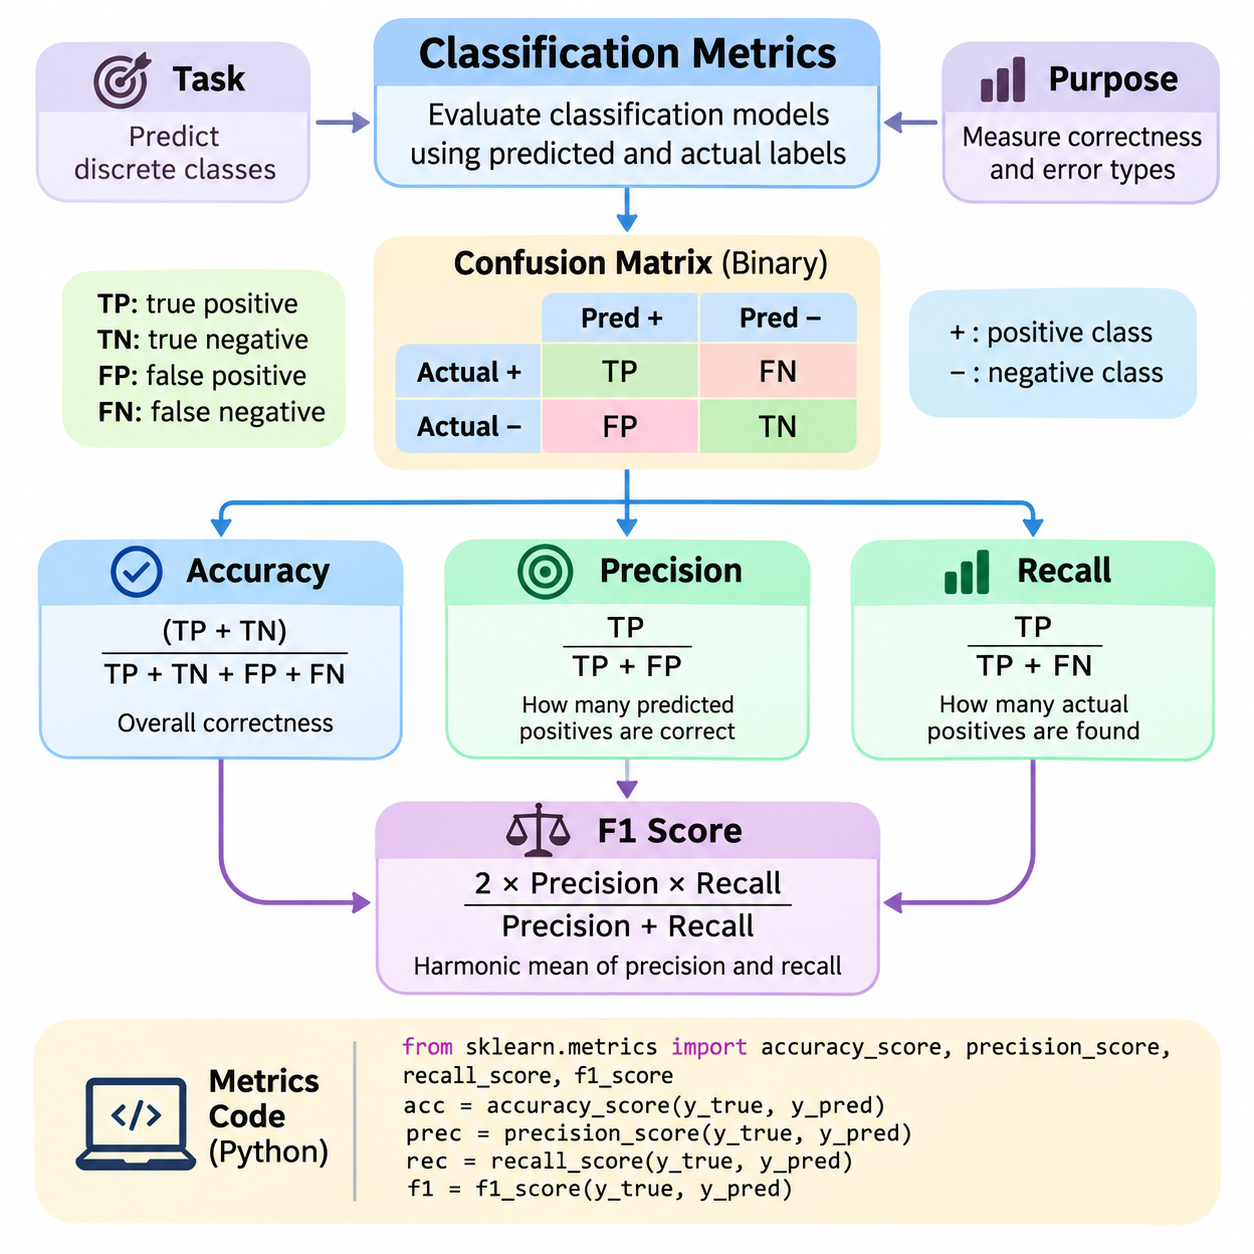 Task
Predict
discrete classes
Classification Metrics
Evaluate classification models
using predicted and actual labels
Purpose
Measure correctness
and error types
TP: true positive
TN: true negative
FP: false positive
FN: false negative
Confusion Matrix (Binary)
Pred + Pred −
Actual + TP FN
Actual − FP TN
+ : positive class
− : negative class
Accuracy
(TP + TN)
TP + TN + FP + FN
Overall correctness
Precision
TP
TP + FP
How many predicted
positives are correct
Recall
TP
TP + FN
How many actual
positives are found
F1 Score
2 × Precision × Recall
Precision + Recall
Harmonic mean of precision and recall
</>
Metrics
Code
(Python)
from sklearn.metrics import accuracy_score, precision_score,
recall_score, f1_score
acc = accuracy_score(y_true, y_pred)
prec = precision_score(y_true, y_pred)
rec = recall_score(y_true, y_pred)
f1 = f1_score(y_true, y_pred)